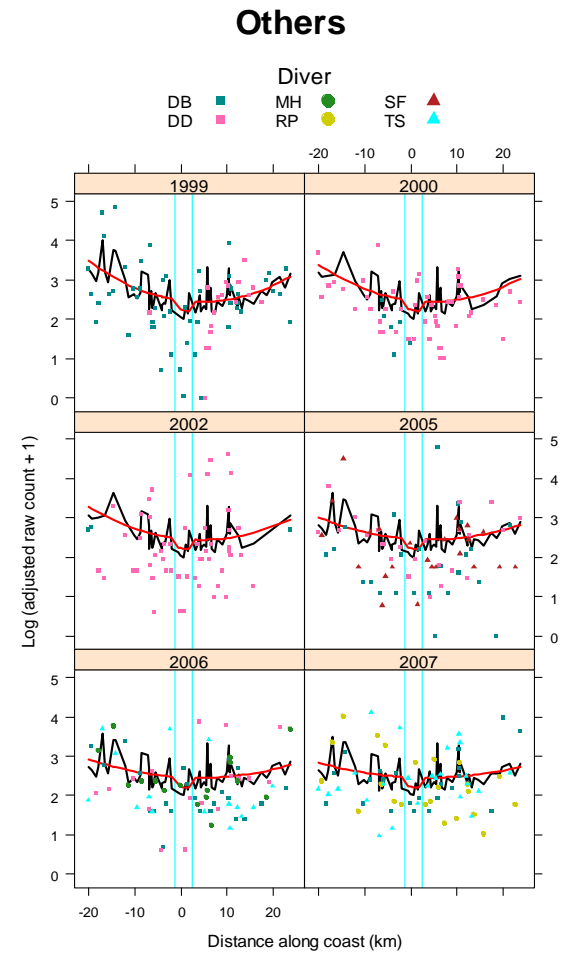 Others
Diver
DB MH SF
DD RP TS
-20 -10 0 10 20
1999 2000
5
4
3
2
1
0
2002 2005
5
4
3
2
1
0
2006 2007
5
4
3
2
1
0
-20 -10 0 10 20
Log (adjusted raw count + 1)
Distance along coast (km)